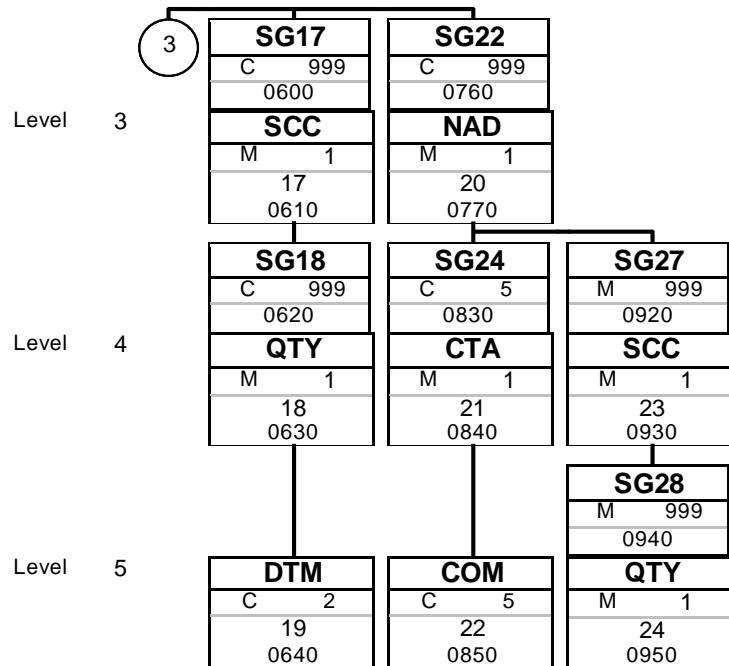 3
SG17 SG22
C 999 C 999
0600 0760
Level 3
SCC NAD
M 1 M 1
17 20
0610 0770
SG18 SG24 SG27
C 999 C 5 M 999
0620 0830 0920
Level 4
QTY CTA SCC
M 1 M 1 M 1
18 21 23
0630 0840 0930
SG28
M 999
0940
Level 5
DTM COM QTY
C 2 C 5 M 1
19 22 24
0640 0850 0950